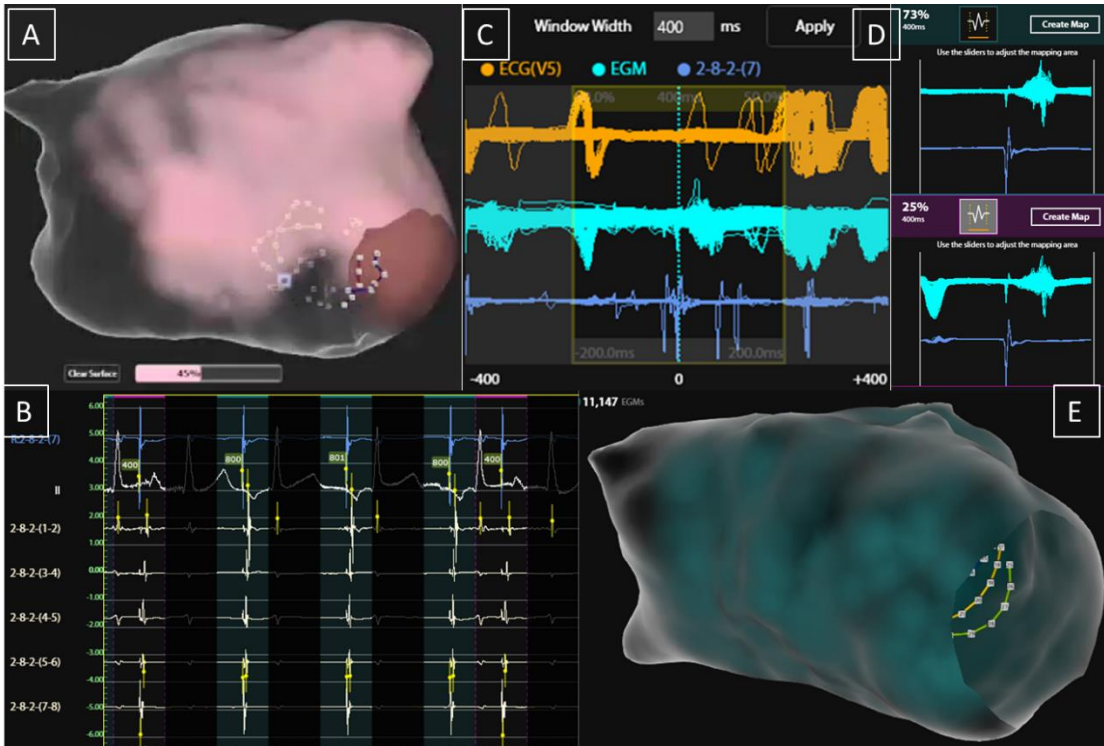 A
Clear Surface
45%
C
Window Width 400 ms Apply
ECG(V5) EGM 2-8-2-(7)
400ms 50.0%
-200.0ms 200.0ms
-400 0 +400
D
73%
400ms
Create Map
Use the sliders to adjust the mapping area
25%
400ms
Create Map
Use the sliders to adjust the mapping area
B
6.00
5.00
4.00
400 800 801 800 400
II
3.00
2.00
2-8-2-(1-2)
1.00
0.00
2-8-2-(3-4)
-1.00
2-8-2-(4-5)
-2.00
-3.00
2-8-2-(5-6)
-4.00
2-8-2-(7-8)
-5.00
-6.00
11,147 EGMs
E